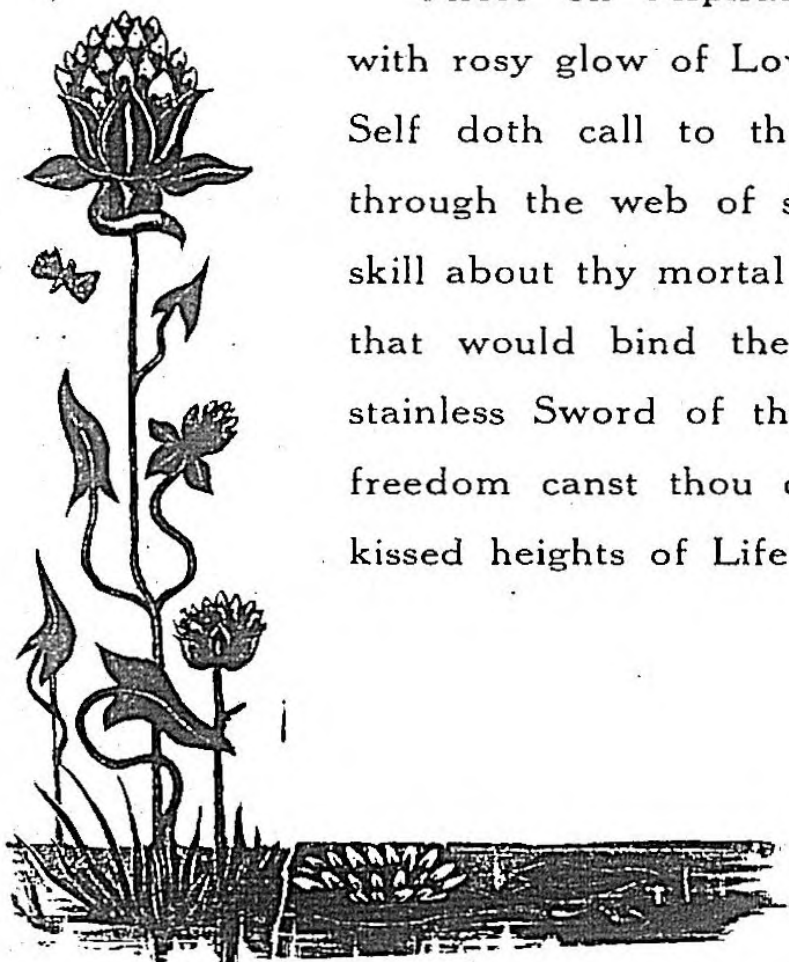 with rosy glow of Lov
Self doth call to th
through the web of s
skill about thy mortal
that would bind the
stainless Sword of th
freedom canst thou
kissed heights of Life